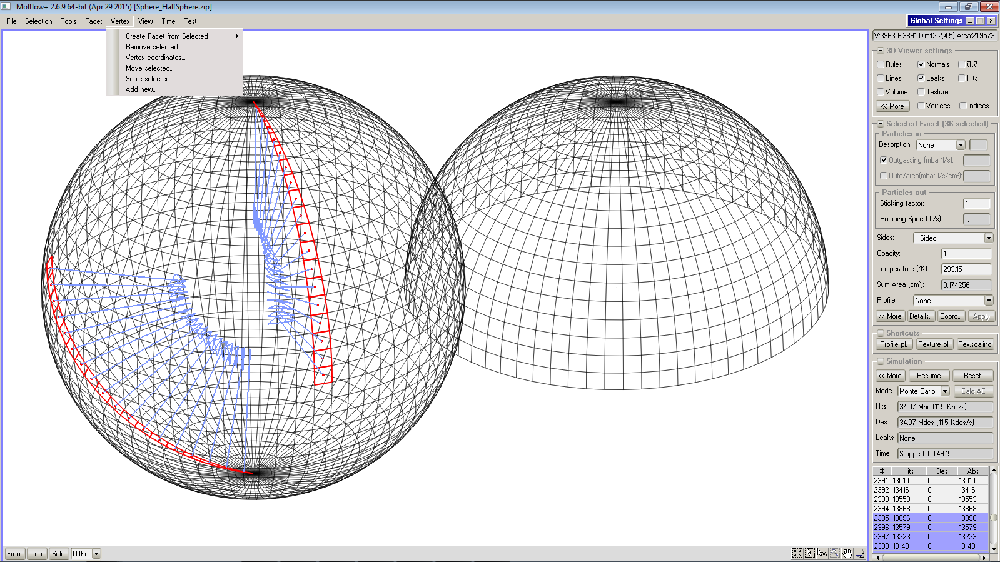 Molflow+ 2.6.9 64-bit (Apr 29 2015) [Sphere_HalfSphere.zip]
File Selection Tools Facet Vertex View Time Test
Create Facet from Selected
Remove selected
Vertex coordinates...
Move selected...
Scale selected...
Add new...
Front Top Side Ortho.
Global Settings
V:3963 F:3891 Dim:(2,2,4.5) Area:21.9573
3D Viewer settings
Rules Normals u,v
Lines Leaks Hits
Volume Texture
<< More Vertices Indices
Selected Facet (36 selected)
Particles in
Desorption None
Outgassing (mbar*l/s):
Outg/area(mbar*l/s/cm²):
Particles out
Sticking factor: 1
Pumping Speed (l/s): ...
Sides: 1 Sided
Opacity: 1
Temperature (°K): 293.15
Sum Area (cm²): 0.174256
Profile: None
<< More Details... Coord... Apply
Shortcuts
Profile pl. Texture pl. Tex.scaling
Simulation
<< More Resume Reset
Mode Monte Carlo Calc AC
Hits 34.07 Mhit (11.5 Khit/s)
Des. 34.07 Mdes (11.5 Kdes/s)
Leaks None
Time Stopped: 00:49:15
# Hits Des Abs
2391 13010 0 13010
2392 13416 0 13416
2393 13553 0 13553
2394 13868 0 13868
2395 13896 0 13896
2396 13579 0 13579
2397 13223 0 13223
2398 13140 0 13140